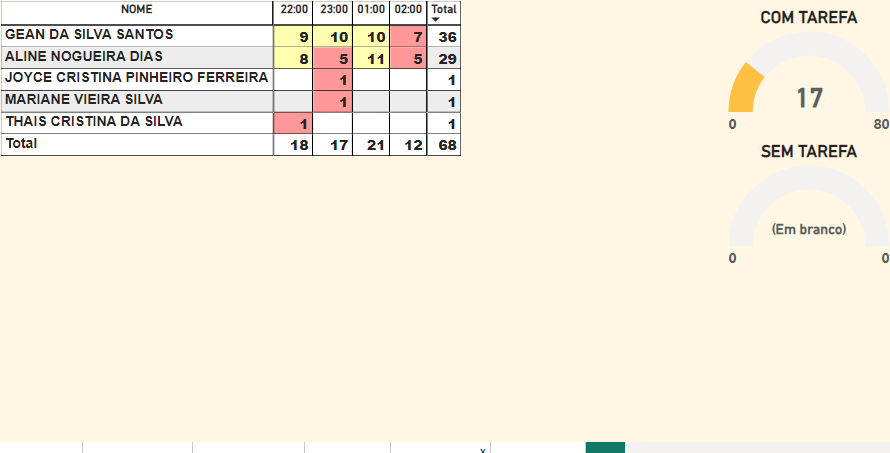 NOME 22:00 23:00 01:00 02:00 Total
GEAN DA SILVA SANTOS 9 10 10 7 36
ALINE NOGUEIRA DIAS 8 5 11 5 29
JOYCE CRISTINA PINHEIRO FERREIRA 1 1
MARIANE VIEIRA SILVA 1 1
THAIS CRISTINA DA SILVA 1 1
Total 18 17 21 12 68
COM TAREFA
17
0 80
SEM TAREFA
(Em branco)
0 0
x